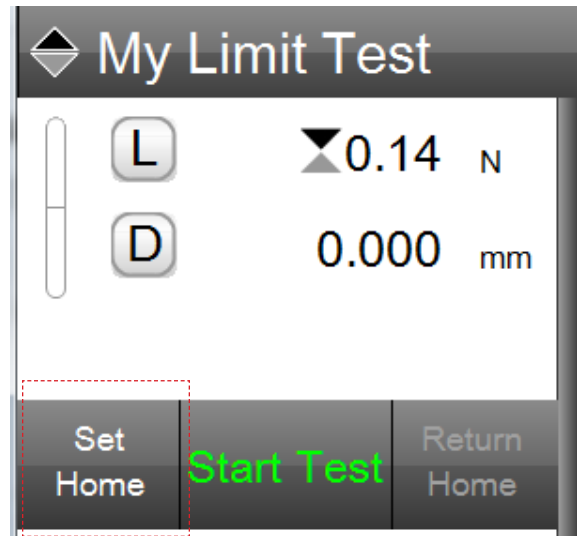 My Limit Test
L 0.14 N
D 0.000 mm
Set Home
Start Test
Return Home